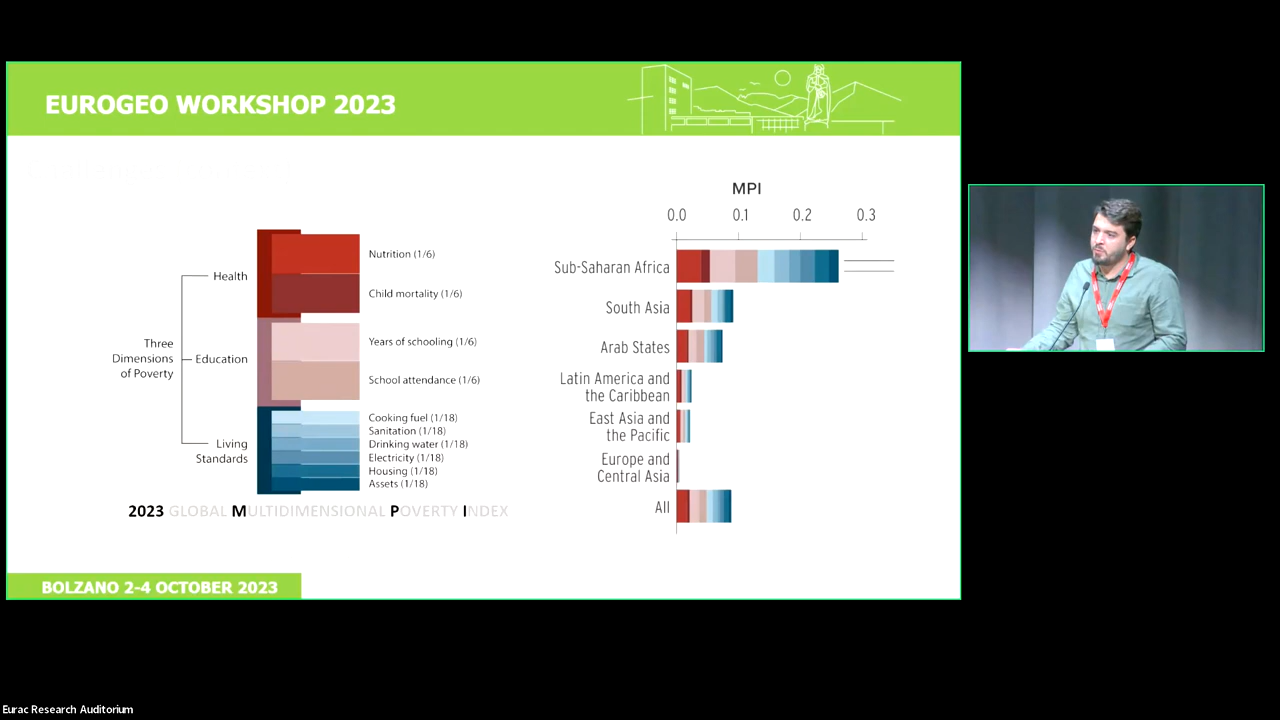 EUROGEO WORKSHOP 2023
Three
Dimensions
of Poverty
Health
Education
Living
Standards
Nutrition (1/6)
Child mortality (1/6)
Years of schooling (1/6)
School attendance (1/6)
Cooking fuel (1/18)
Sanitation (1/18)
Drinking water (1/18)
Electricity (1/18)
Housing (1/18)
Assets (1/18)
2023 GLOBAL MULTIDIMENSIONAL POVERTY INDEX
MPI
0.0 0.1 0.2 0.3
Sub-Saharan Africa
South Asia
Arab States
Latin America and
the Caribbean
East Asia and
the Pacific
Europe and
Central Asia
All
BOLZANO 2-4 OCTOBER 2023
Eurac Research Auditorium